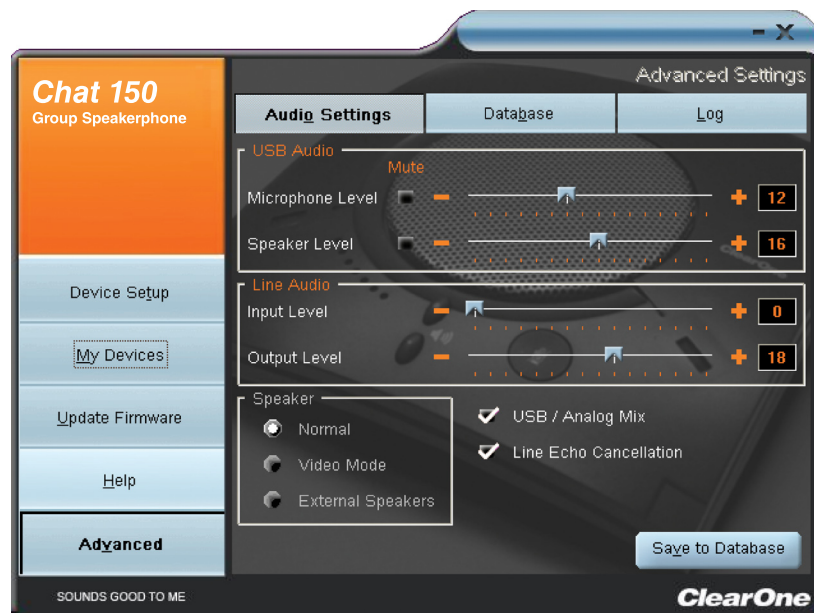 Advanced Settings
Chat 150
Group Speakerphone
Audio Settings
Database
Log
USB Audio
Mute
Microphone Level
12
Speaker Level
16
Line Audio
Input Level
0
Output Level
18
Speaker
Normal
Video Mode
External Speakers
USB / Analog Mix
Line Echo Cancellation
Save to Database
Device Setup
My Devices
Update Firmware
Help
Advanced
SOUNDS GOOD TO ME
ClearOne